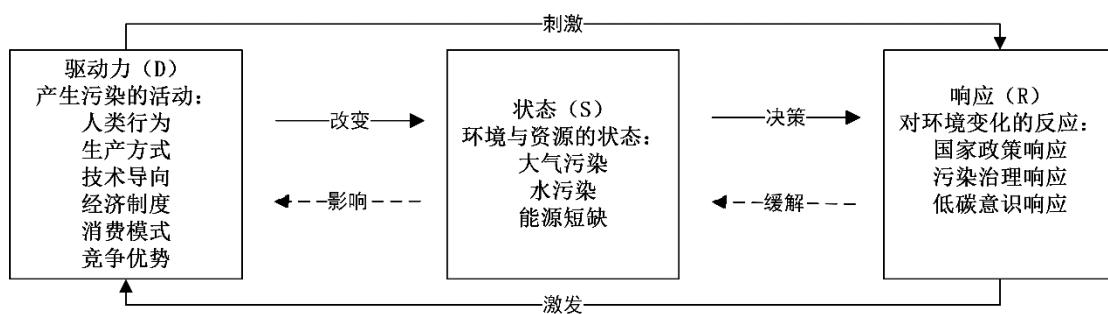 刺激
驱动力（D）
产生污染的活动：
人类行为
生产方式
技术导向
经济制度
消费模式
竞争优势
改变
影响
状态（S）
环境与资源的状态：
大气污染
水污染
能源短缺
决策
缓解
响应（R）
对环境变化的反应：
国家政策响应
污染治理响应
低碳意识响应
激发